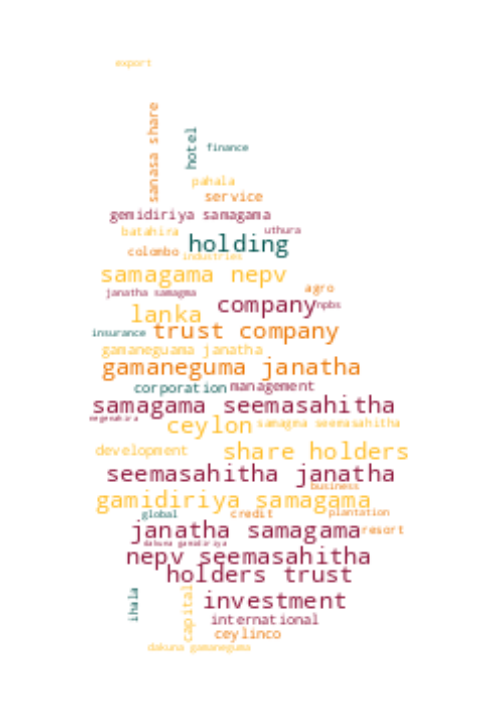 export
sanasa share
hotel
finance
pahala
service
gemidiriya samagama
batahira
uthura
holding
colombo
industries
samagama nepv
agro
janatha samagma
company
npbs
lanka
insurance
trust company
gamaneguama janatha
gamaneguma janatha
corporation
management
samagama seemasahitha
negenahira
ceylon
samagma seemasahitha
development
share holders
seemasahitha janatha
business
gamidiriya samagama
global
credit
plantation
janatha samagama
resort
dakuna gamidiriya
nepv seemasahitha
holders trust
ihala
capital
investment
international
ceylinco
dakuna gamaneguma